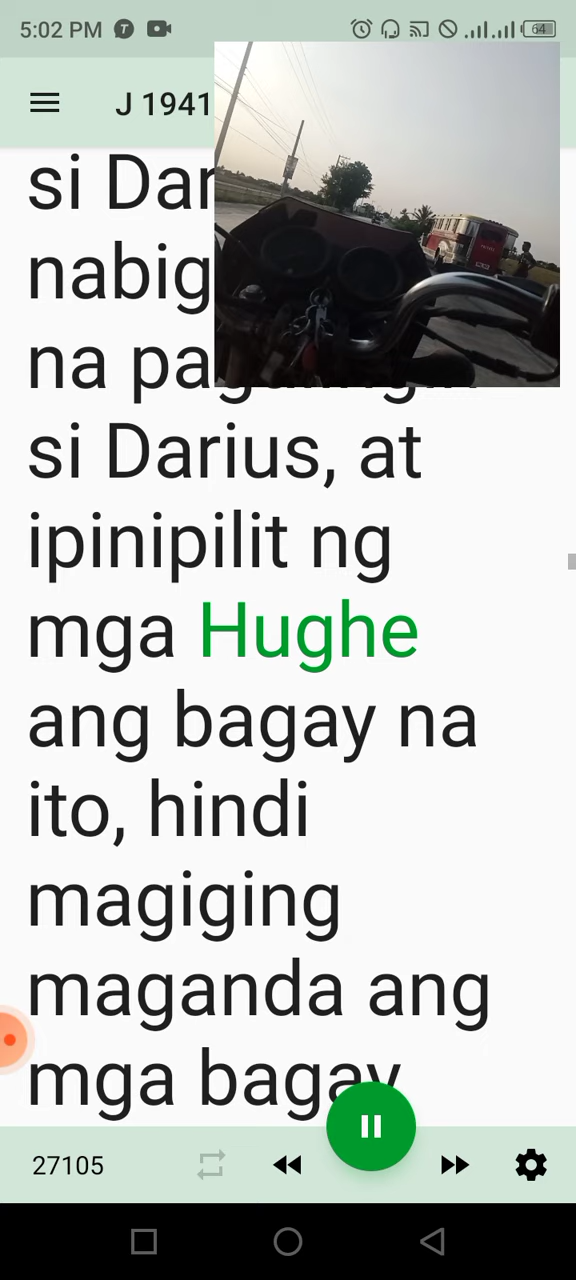 5:02 PM
64
J 1941
si Dar
nabig
na pa
si Darius, at
ipinipilit ng
mga Hughe
ang bagay na
ito, hindi
magiging
maganda ang
mga bagay
27105